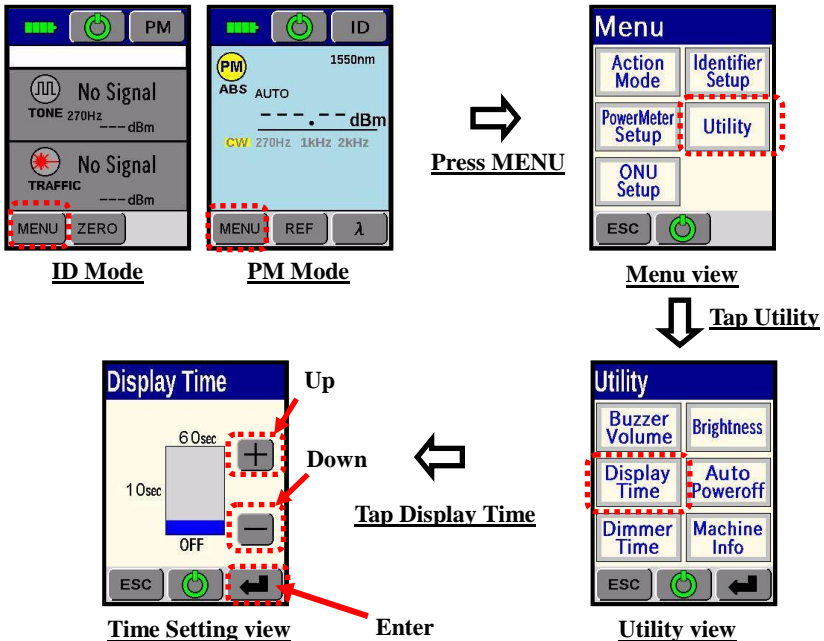 PM
No Signal
TONE 270Hz
---dBm
No Signal
TRAFFIC
---dBm
MENU ZERO
ID Mode
ID
PM
1550nm
ABS AUTO
---.--dBm
CW 270Hz 1kHz 2kHz
MENU REF λ
PM Mode
Press MENU
Menu
Action
Mode
Identifier
Setup
PowerMeter
Setup
Utility
ONU
Setup
ESC
Menu view
Tap Utility
Utility
Buzzer
Volume
Brightness
Display
Time
Auto
Poweroff
Dimmer
Time
Machine
Info
ESC
Utility view
Tap Display Time
Display Time
60sec
10sec
OFF
ESC
Up
Down
Enter
Time Setting view